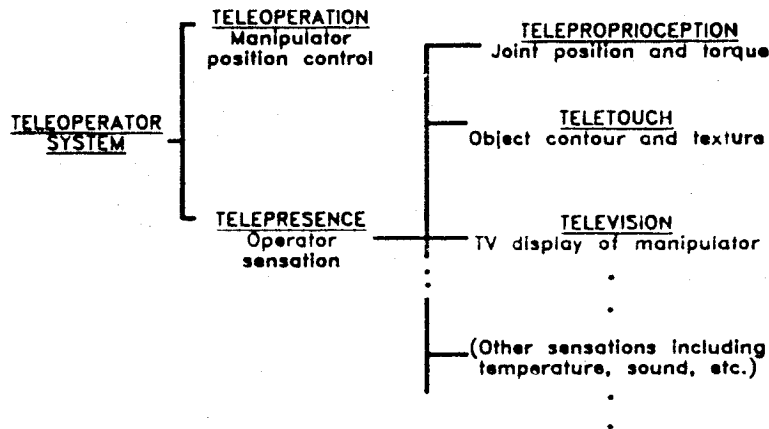 TELEOPERATION
Manipulator
position control
TELEOPERATOR
SYSTEM
TELEPRESENCE
Operator
sensation
TELEPROPRIOCEPTION
Joint position and torque
TELETOUCH
Object contour and texture
TELEVISION
TV display of manipulator
(Other sensations including
temperature, sound, etc.)